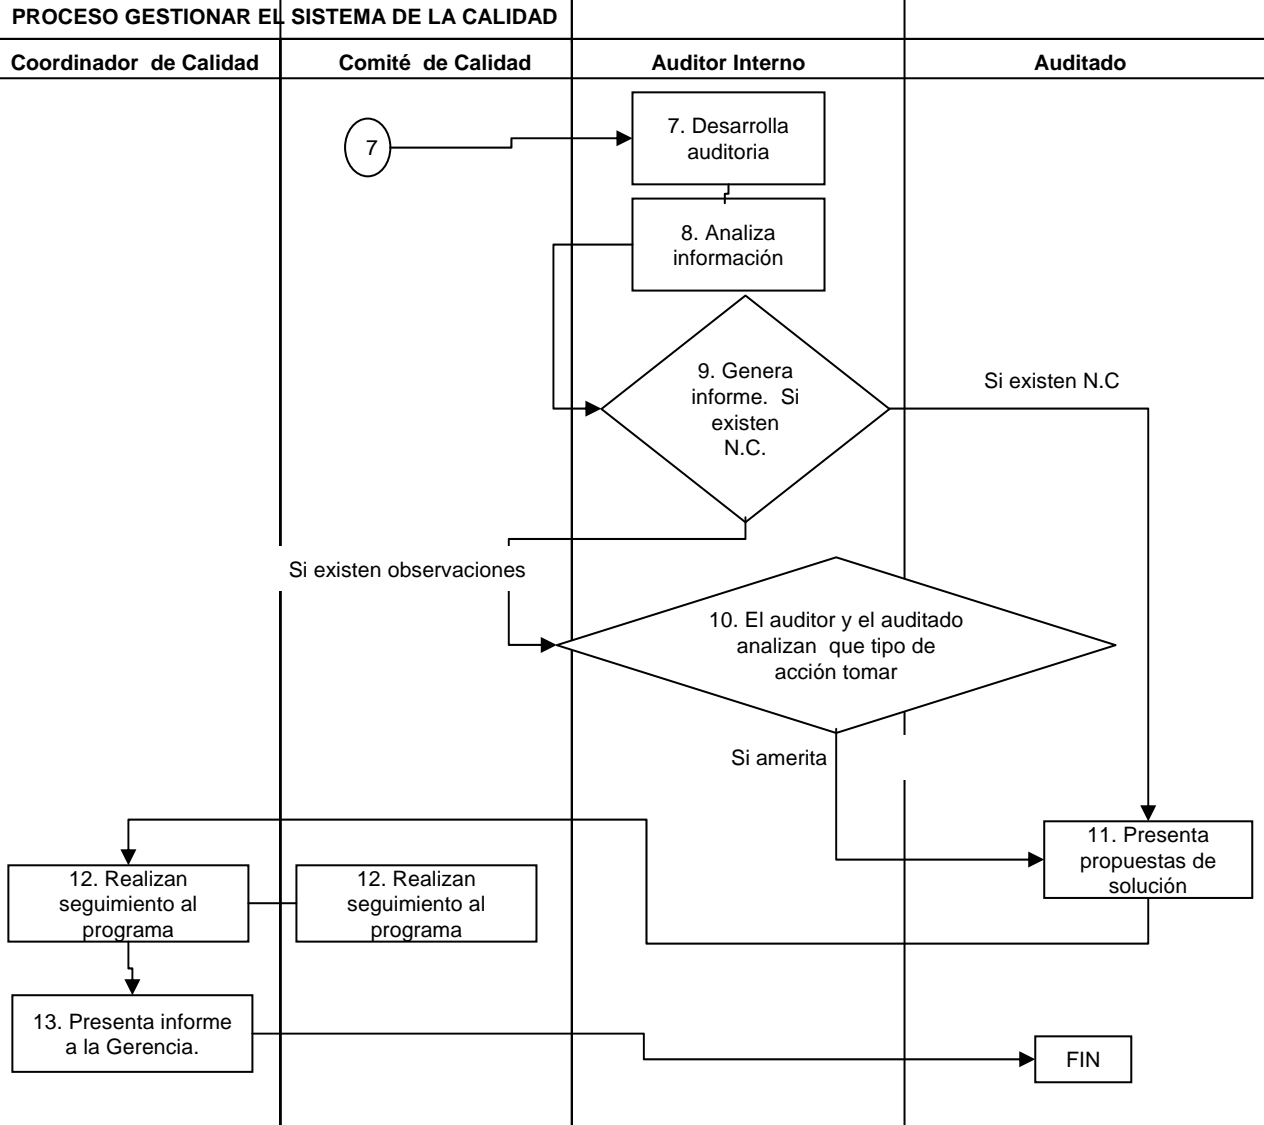 PROCESO GESTIONAR EL SISTEMA DE LA CALIDAD
Coordinador de Calidad
Comité de Calidad
Auditor Interno
Auditado
7
7. Desarrolla
auditoria
8. Analiza
información
9. Genera
informe. Si
existen
N.C.
Si existen N.C
Si existen observaciones
10. El auditor y el auditado
analizan que tipo de
acción tomar
Si amerita
11. Presenta
propuestas de
solución
12. Realizan
seguimiento al
programa
12. Realizan
seguimiento al
programa
13. Presenta informe
a la Gerencia.
FIN